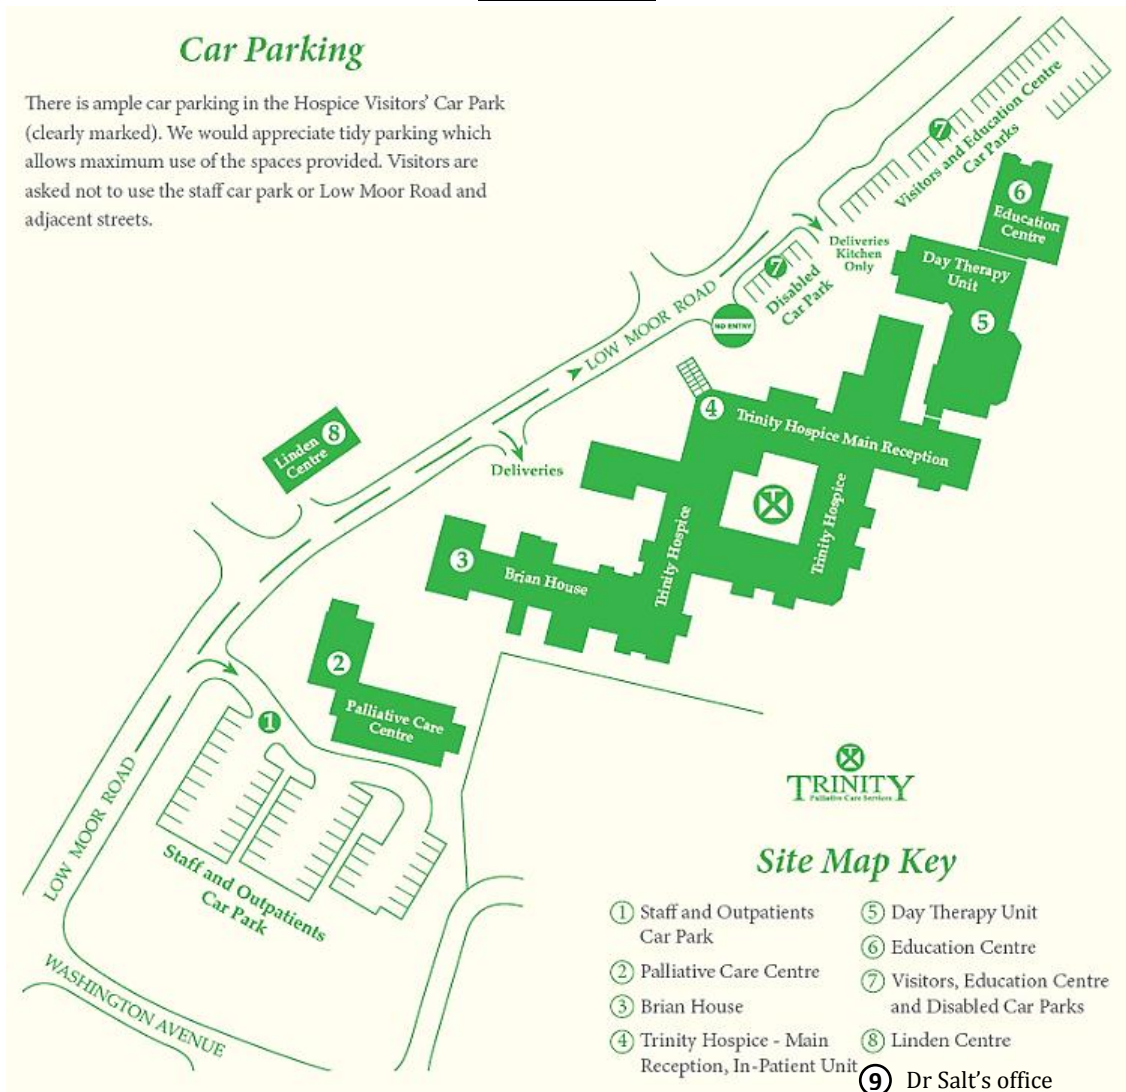 Car Parking
There is ample car parking in the Hospice Visitors' Car Park
(clearly marked). We would appreciate tidy parking which
allows maximum use of the spaces provided. Visitors are
asked not to use the staff car park or Low Moor Road and
adjacent streets.
7
Visitors and Education Centre
Car Parks
6
Education
Centre
Deliveries
Kitchen
Only
Day Therapy
Unit
5
7
Disabled
Car Park
NO ENTRY
LOW MOOR ROAD
4
Trinity Hospice Main Reception
8
Linden
Centre
Deliveries
Trinity Hospice
Trinity Hospice
3
Brian House
2
Palliative Care
Centre
1
LOW MOOR ROAD
Staff and Outpatients
Car Park
WASHINGTON AVENUE
TRINITY
Palliative Care Services
Site Map Key
1 Staff and Outpatients
Car Park
2 Palliative Care Centre
3 Brian House
4 Trinity Hospice - Main
Reception, In-Patient Unit
5 Day Therapy Unit
6 Education Centre
7 Visitors, Education Centre
and Disabled Car Parks
8 Linden Centre
9 Dr Salt's office